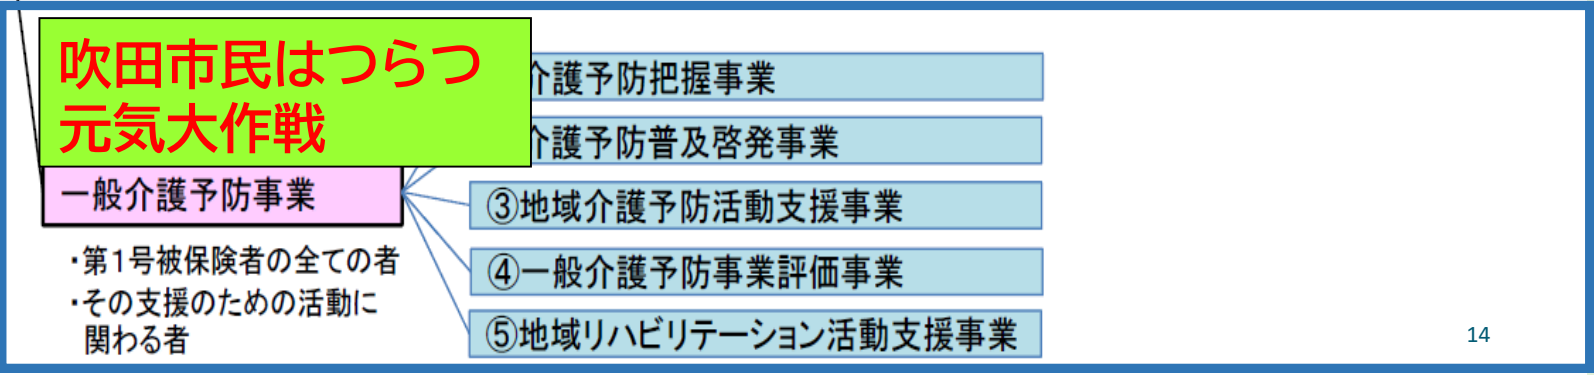 吹田市民はつらつ
元気大作戦
介護予防把握事業
介護予防普及啓発事業
一般介護予防事業
③地域介護予防活動支援事業
④一般介護予防事業評価事業
⑤地域リハビリテーション活動支援事業
・第1号被保険者の全ての者
・その支援のための活動に
関わる者
14